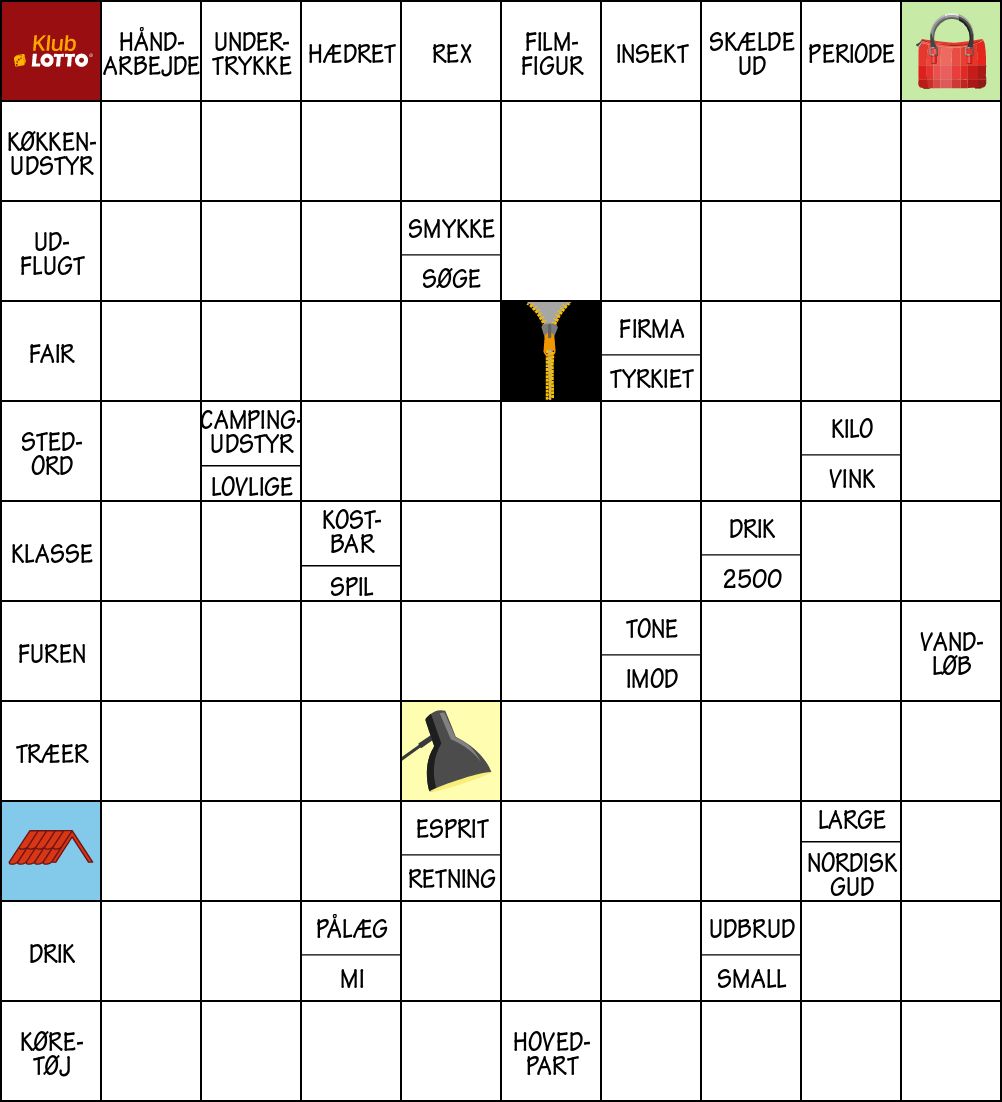 Klub
LOTTO
HÅND-
ARBEJDE
UNDER-
TRYKKE
HÆDRET
REX
FILM-
FIGUR
INSEKT
SKÆLDE
UD
PERIODE
KØKKEN-
UDSTYR
UD-
FLUGT
SMYKKE
SØGE
FAIR
FIRMA
TYRKIET
STED-
ORD
CAMPING-
UDSTYR
LOVLIGE
KILO
VINK
KLASSE
KOST-
BAR
SPIL
DRIK
2500
FUREN
TONE
IMOD
VAND-
LØB
TRÆER
ESPRIT
RETNING
LARGE
NORDISK
GUD
DRIK
PÅLÆG
MI
UDBRUD
SMALL
KØRE-
TØJ
HOVED-
PART